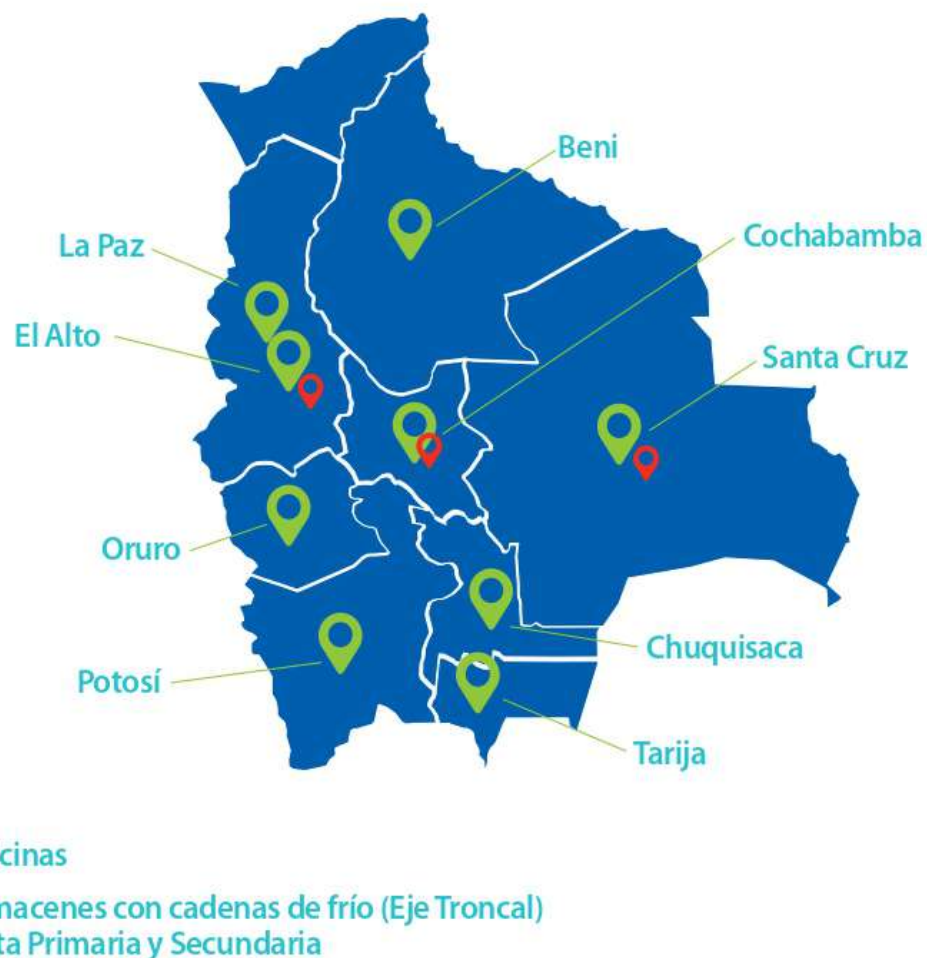 Beni
Cochabamba
La Paz
El Alto
Santa Cruz
Oruro
Chuquisaca
Potosí
Tarija
cinas
macenes con cadenas de frío (Eje Troncal)
ta Primaria y Secundaria